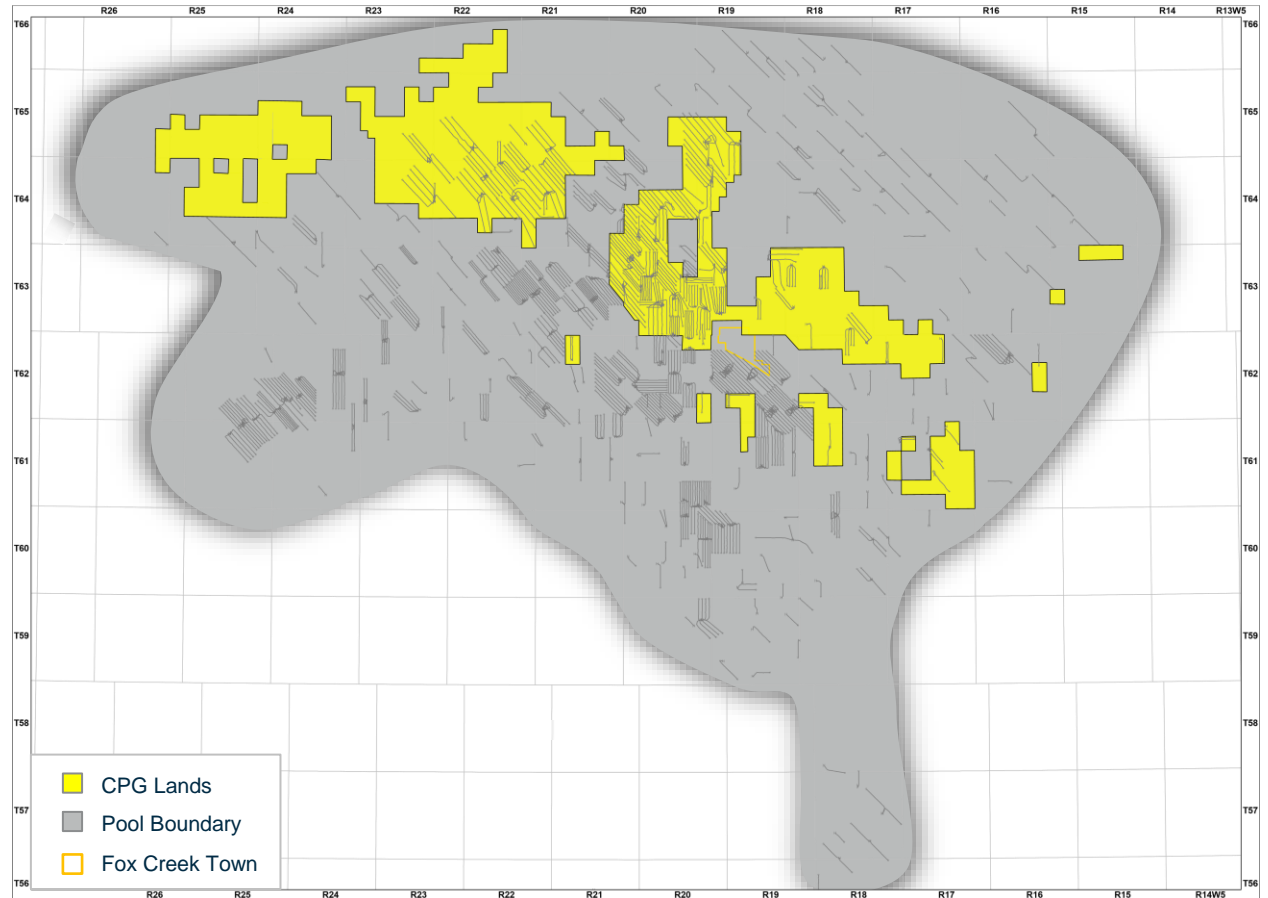 R26 R25 R24 R23 R22 R21 R20 R19 R18 R17 R16 R15 R14 R13W5
T66 T66
T65 T65
T64 T64
T63 T63
T62 T62
T61 T61
T60 T60
T59 T59
T58 T58
T57 T57
T56 T56
CPG Lands
Pool Boundary
Fox Creek Town
R26 R25 R24 R23 R22 R21 R20 R19 R18 R17 R16 R15 R14W5